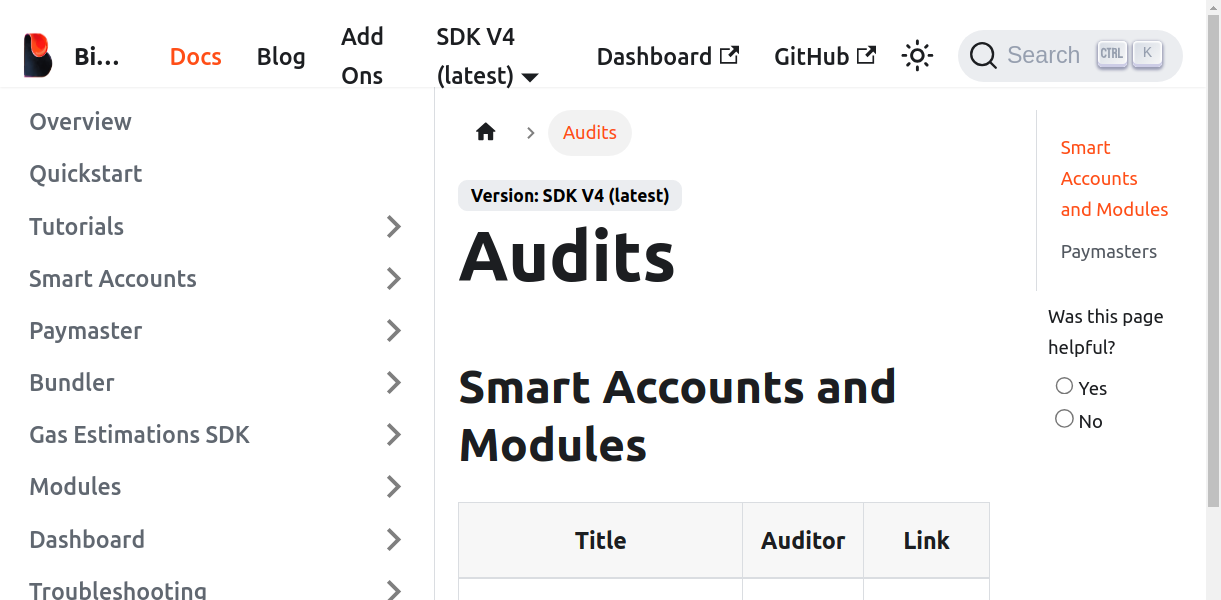 Bi...
Docs
Blog
Add
Ons
SDK V4
(latest)
Dashboard
GitHub
Search
CTRL
K
Overview
Quickstart
Tutorials
Smart Accounts
Paymaster
Bundler
Gas Estimations SDK
Modules
Dashboard
Troubleshooting
Audits
Version: SDK V4 (latest)
Audits
Smart Accounts and
Modules
Title
Auditor
Link
Smart
Accounts
and Modules
Paymasters
Was this page
helpful?
Yes
No